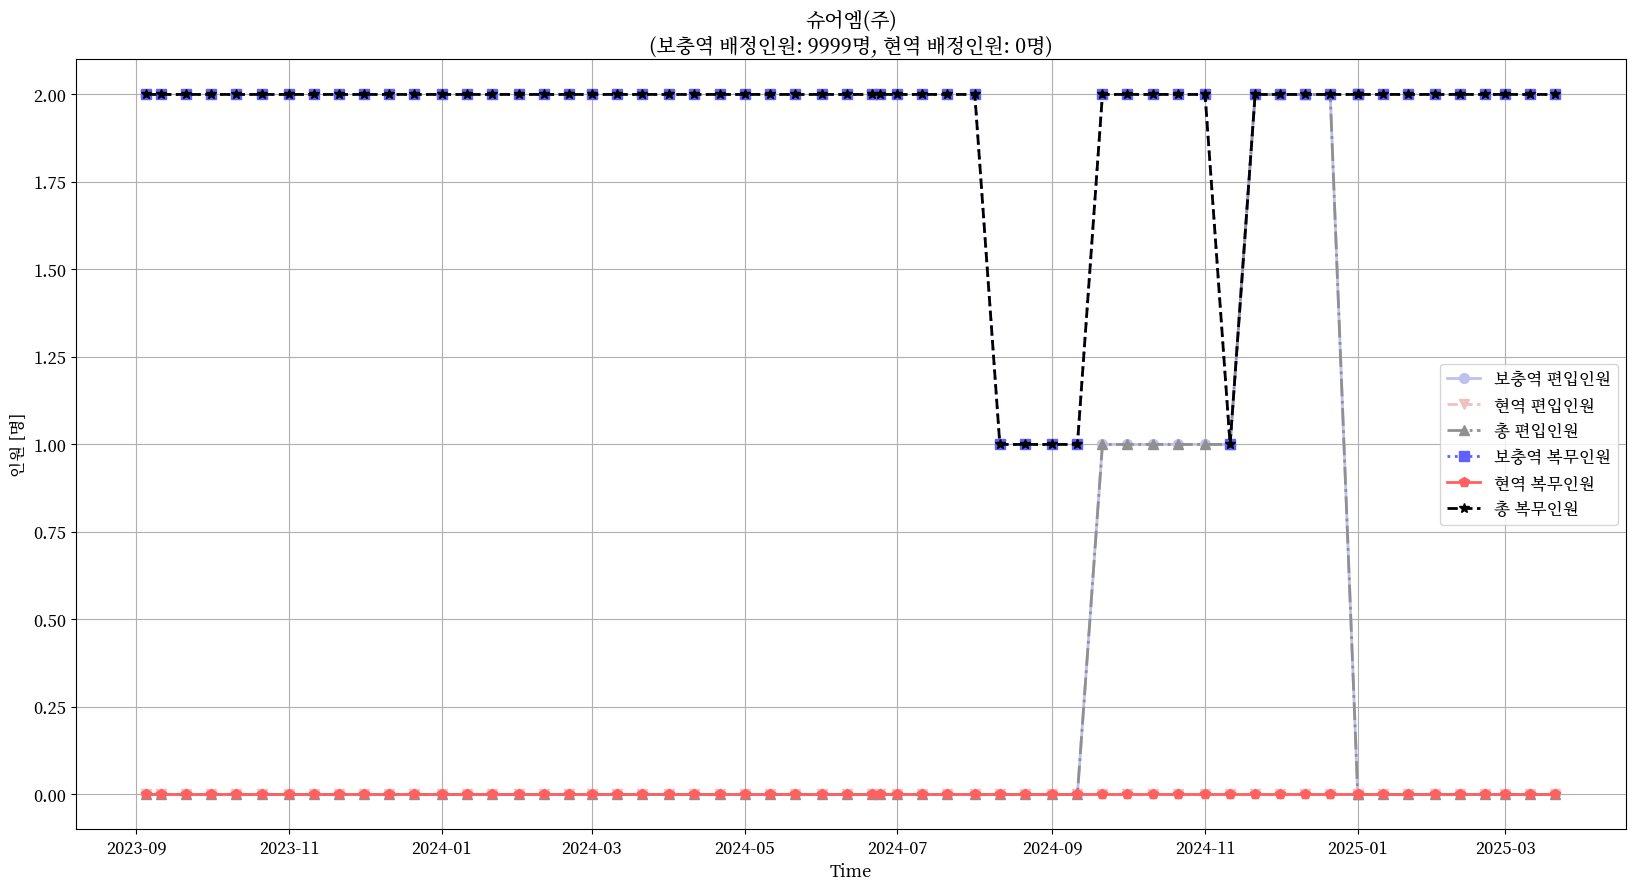 슈어엠(주)
(보충역 배정인원: 9999명, 현역 배정인원: 0명)
인원 [명]
2.00
1.75
1.50
1.25
1.00
0.75
0.50
0.25
0.00
보충역 편입인원
현역 편입인원
총 편입인원
보충역 복무인원
현역 복무인원
총 복무인원
2023-09
2023-11
2024-01
2024-03
2024-05
2024-07
2024-09
2024-11
2025-01
2025-03
Time